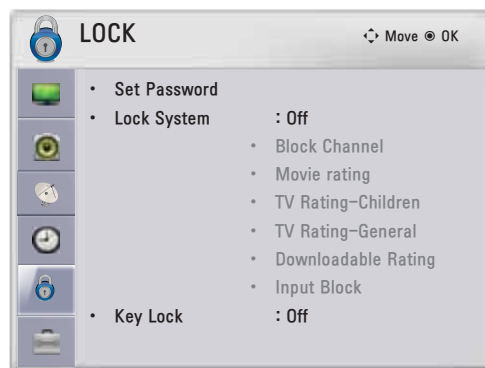 LOCK
Move ⦿ OK
• Set Password
• Lock System : Off
• Block Channel
• Movie rating
• TV Rating-Children
• TV Rating-General
• Downloadable Rating
• Input Block
• Key Lock : Off